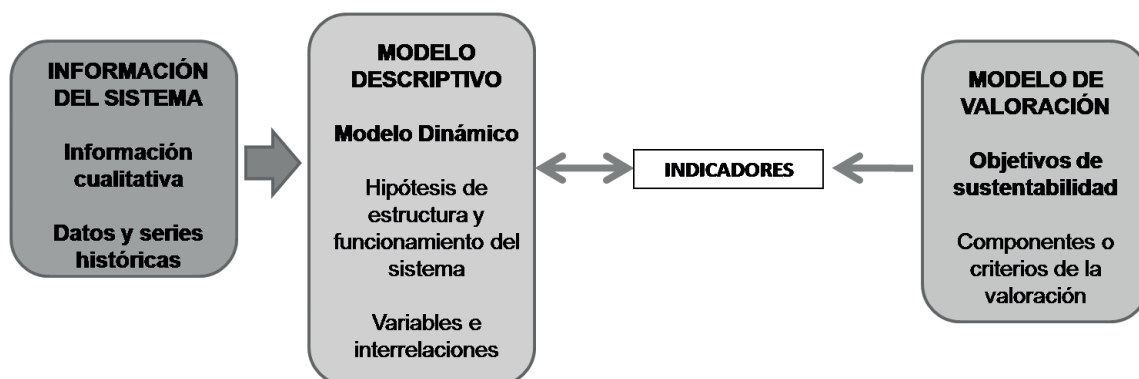 INFORMACIÓN
DEL SISTEMA
Información
cualitativa
Datos y series
históricas
MODELO
DESCRIPTIVO
Modelo Dinámico
Hipótesis de
estructura y
funcionamiento del
sistema
Variables e
interrelaciones
INDICADORES
MODELO DE
VALORACIÓN
Objetivos de
sustentabilidad
Componentes o
criterios de la
valoración